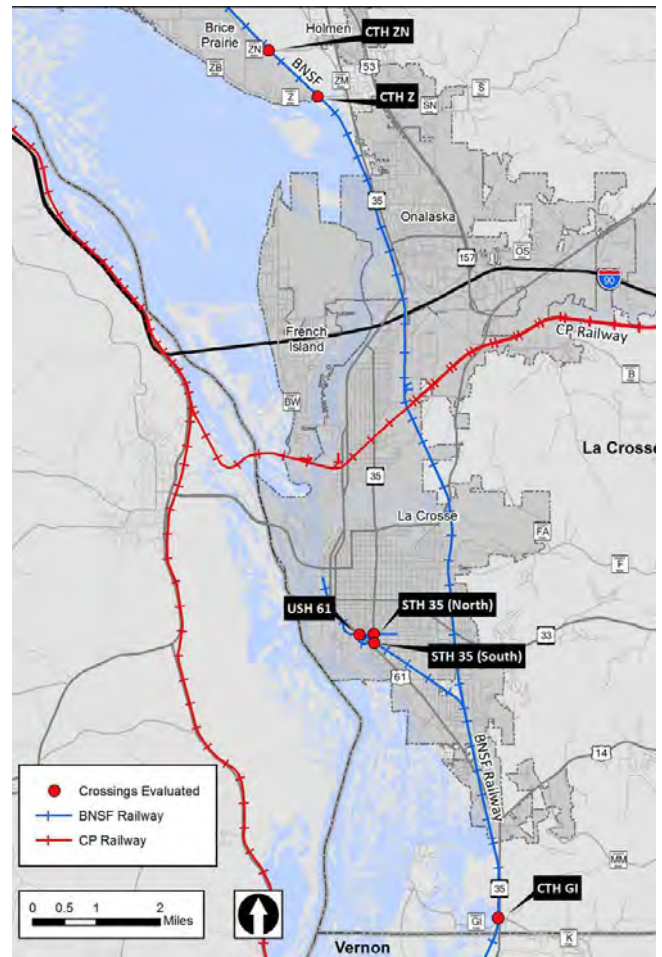 Brice
Prairie
Holmen
CTH ZN
ZN
BNSF
ZB
ZM
53
S
Z
CTH Z
SN
35
Onalaska
157
OS
90
French
Island
CP Railway
B
BW
La Crosse
35
La Crosse
FA
F
USH 61
STH 35 (North)
33
STH 35 (South)
61
BNSF Railway
14
Crossings Evaluated
BNSF Railway
CP Railway
MM
35
CTH GI
0 0.5 1 2
Miles
GI
K
Vernon